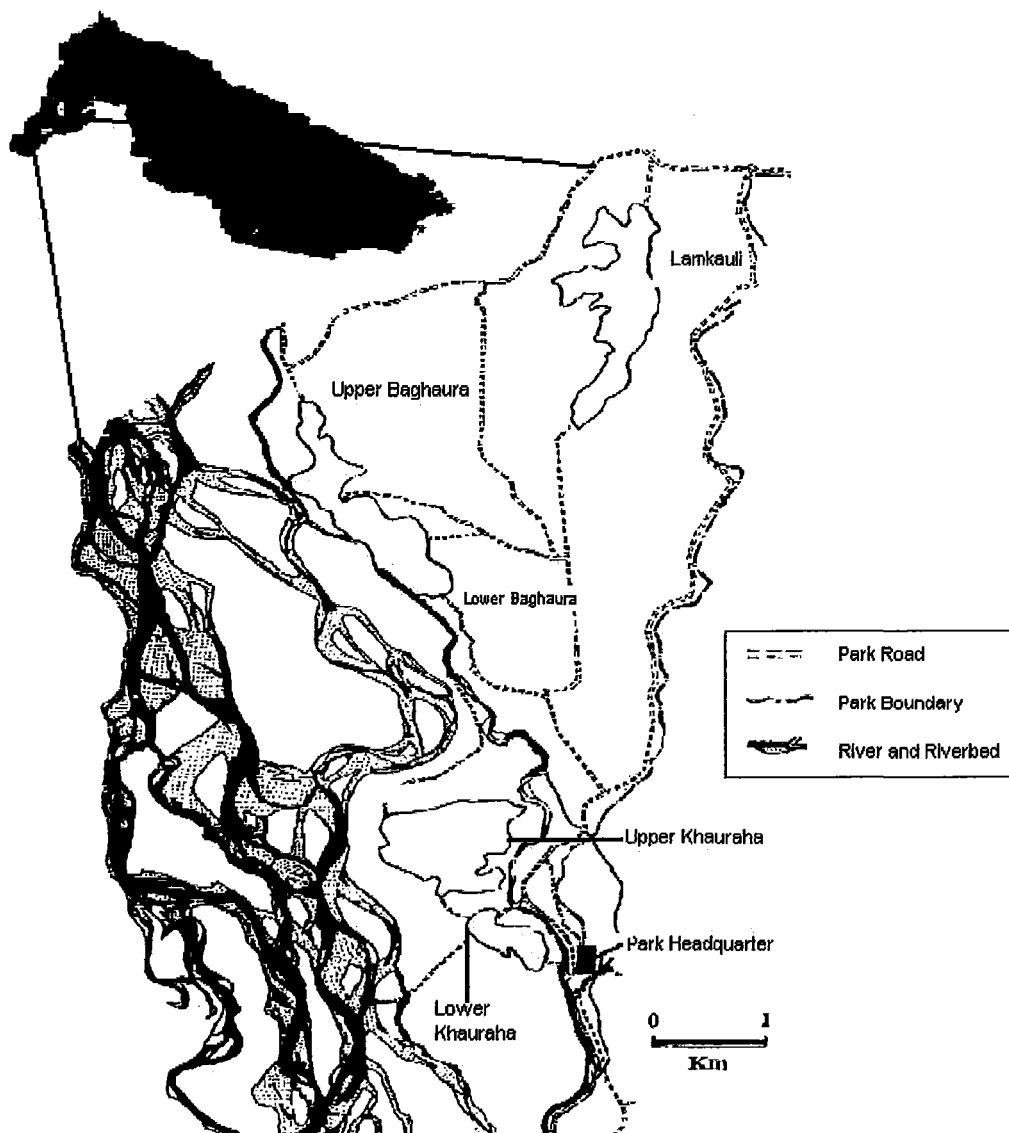 Lamkauli
Upper Baghaura
Lower Baghaura
Park Road
Park Boundary
River and Riverbed
Upper Khauraha
Park Headquarter
Lower
Khauraha
0 1
Km